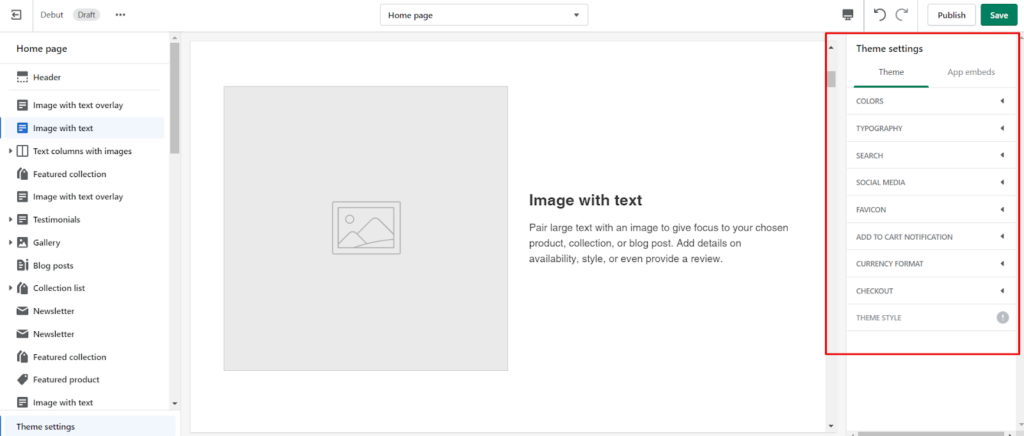 Debut Draft
Home page
Publish
Save
Home page
Header
Image with text overlay
Image with text
Text columns with images
Featured collection
Image with text overlay
Testimonials
Gallery
Blog posts
Collection list
Newsletter
Newsletter
Featured collection
Featured product
Image with text
Theme settings
Image with text
Pair large text with an image to give focus to your chosen
product, collection, or blog post. Add details on
availability, style, or even provide a review.
Theme settings
Theme App embeds
COLORS
TYPOGRAPHY
SEARCH
SOCIAL MEDIA
FAVICON
ADD TO CART NOTIFICATION
CURRENCY FORMAT
CHECKOUT
THEME STYLE